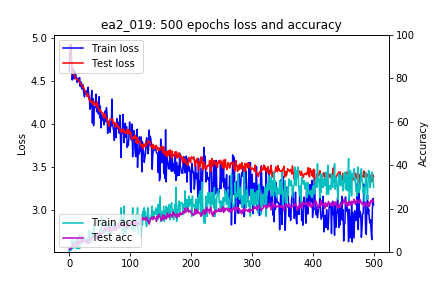 ea2_019: 500 epochs loss and accuracy
Train loss
Test loss
Train acc
Test acc
Loss
Accuracy
5.0
4.5
4.0
3.5
3.0
100
80
60
40
20
0
0 100 200 300 400 500